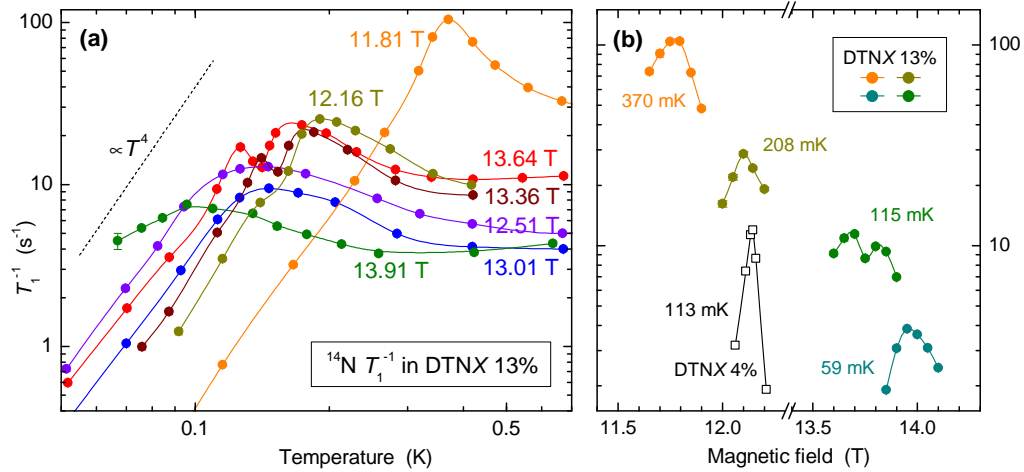 (a)
100
10
1
T₁⁻¹ (s⁻¹)
∝T⁴
11.81 T
12.16 T
13.64 T
13.36 T
12.51 T
13.01 T
13.91 T
¹⁴N T₁⁻¹ in DTNX 13%
0.1 0.5
Temperature (K)
(b)
DTNX 13%
370 mK
208 mK
115 mK
113 mK
DTNX 4%
59 mK
100
10
1
11.5 12.0 13.5 14.0
Magnetic field (T)